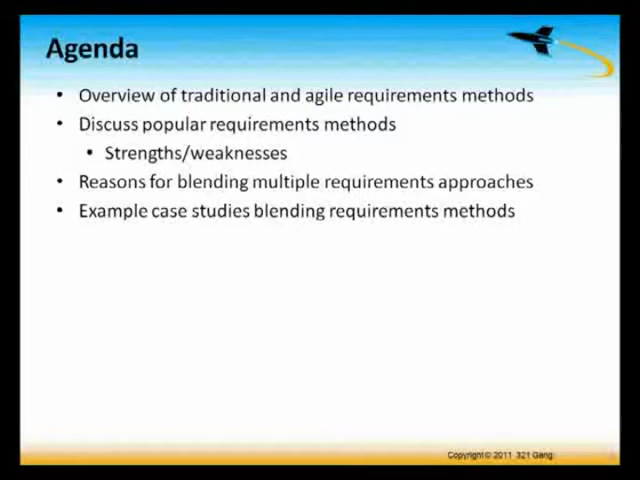 Agenda
• Overview of traditional and agile requirements methods
• Discuss popular requirements methods
• Strengths/weaknesses
• Reasons for blending multiple requirements approaches
• Example case studies blending requirements methods
Copyright © 2011 321 Gang